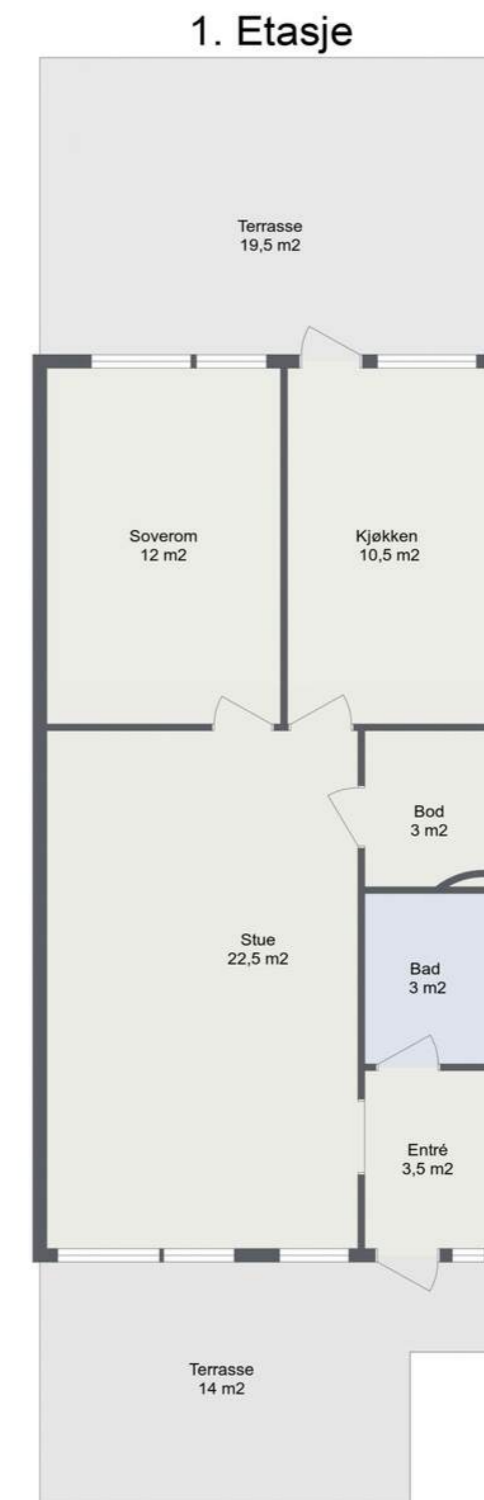 1. Etasje
Terrasse
19,5 m2
Soverom
12 m2
Kjøkken
10,5 m2
Bod
3 m2
Stue
22,5 m2
Bad
3 m2
Entré
3,5 m2
Terrasse
14 m2